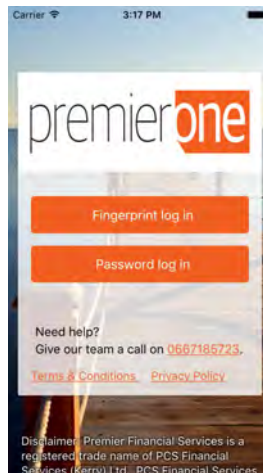 Carrier 3:17 PM
premierone
Fingerprint log in
Password log in
Need help?
Give our team a call on 0667185723.
Terms & Conditions Privacy Policy
Disclaimer: Premier Financial Services is a
registered trade name of PCS Financial
Services (Kerry) Ltd. PCS Financial Services